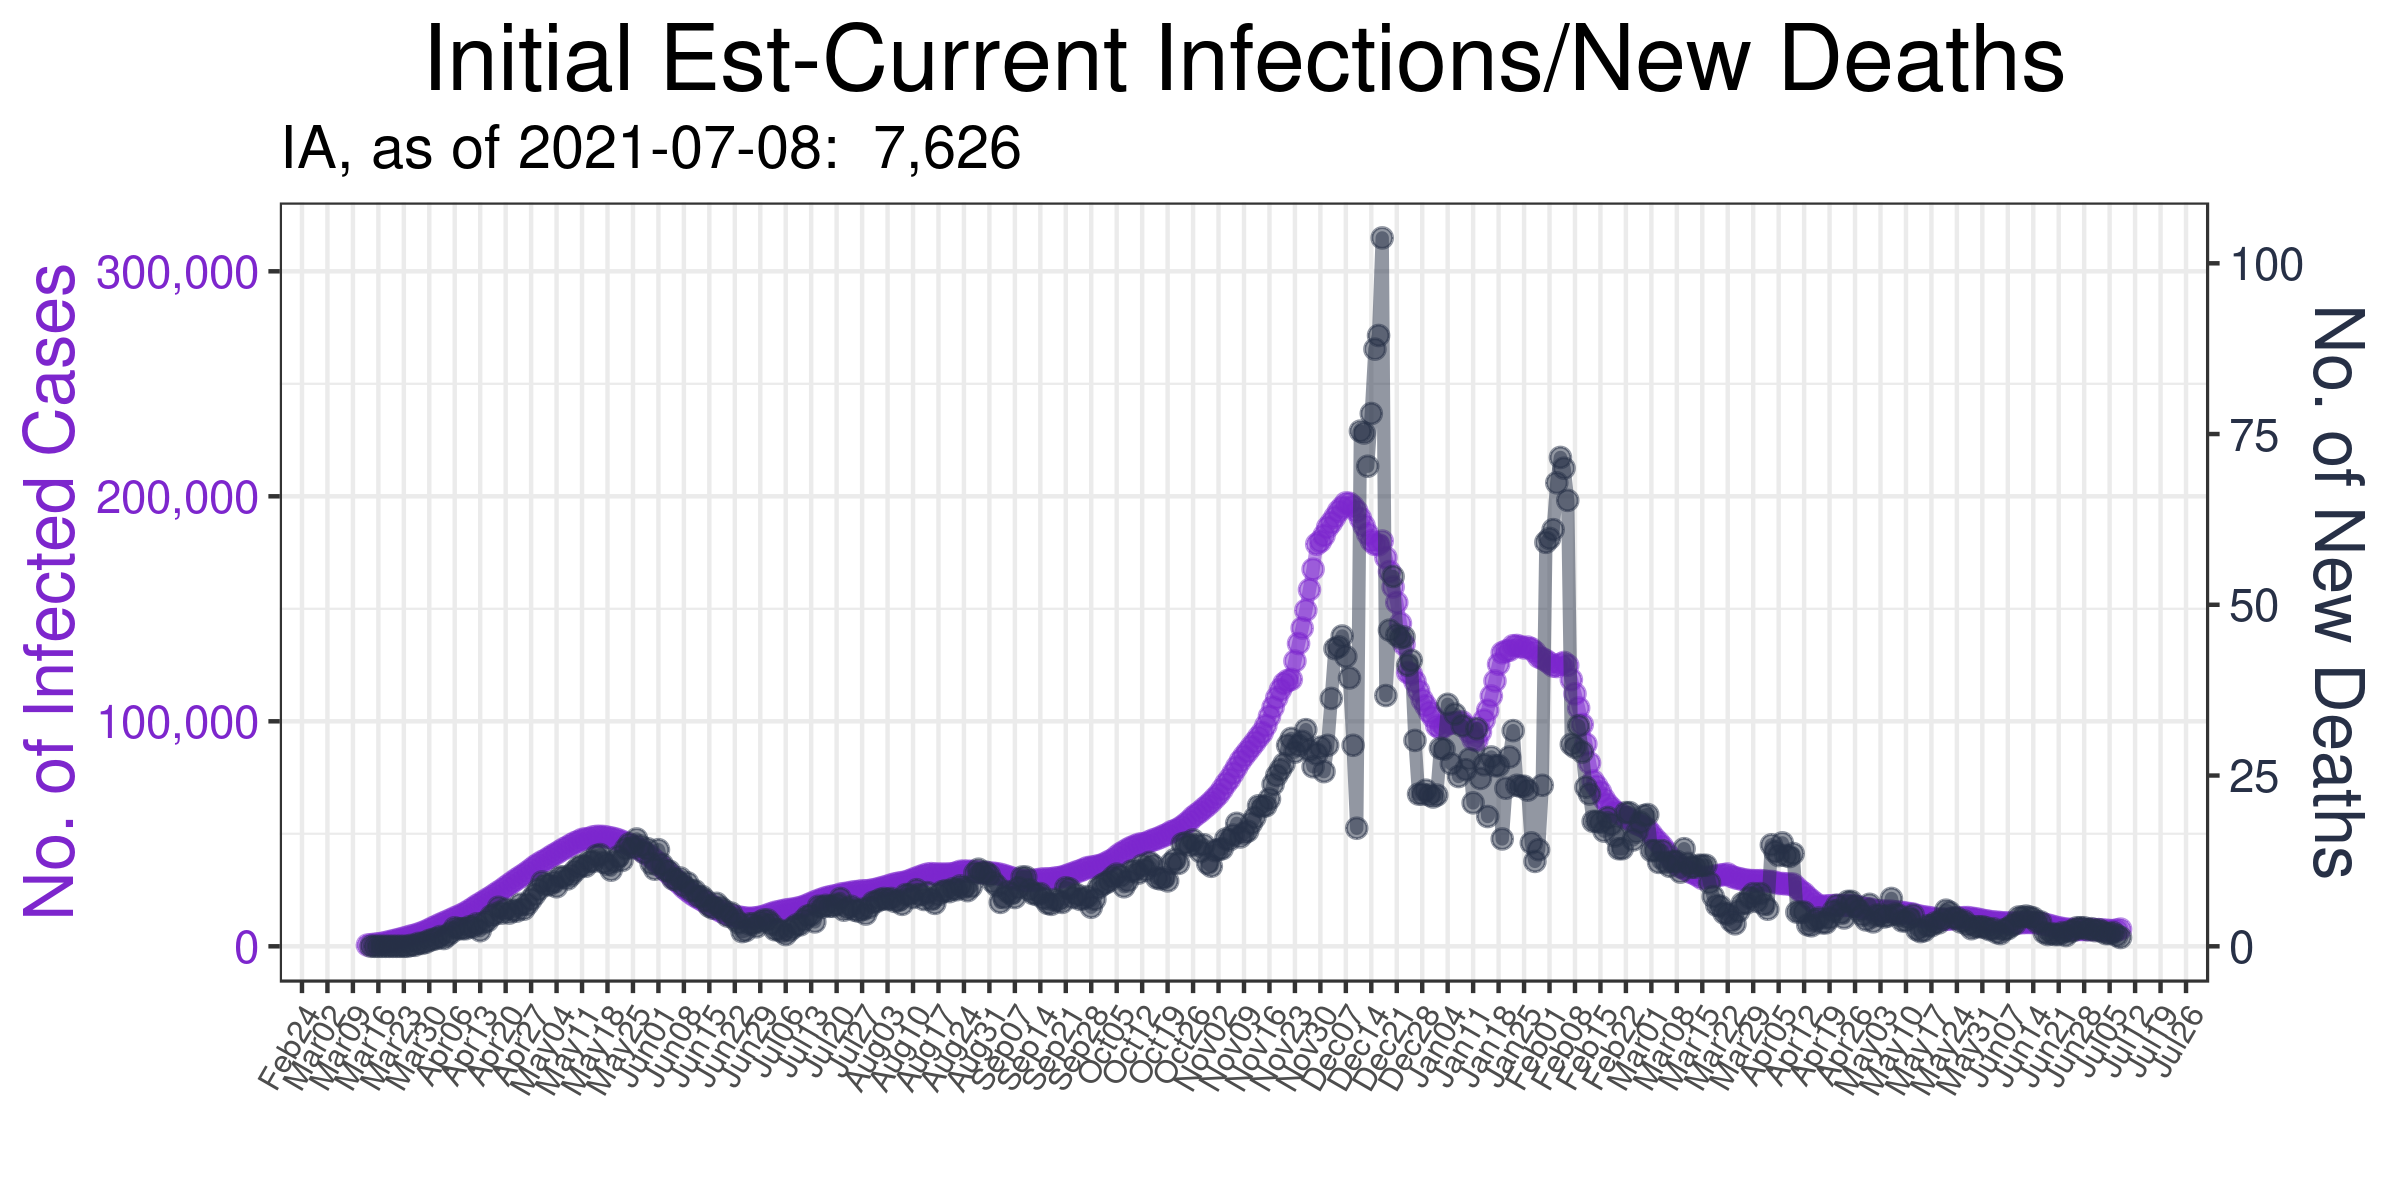 Initial Est-Current Infections/New Deaths
IA, as of 2021-07-08: 7,626
No. of Infected Cases
300,000
200,000
100,000
0
100
75
50
25
0
No. of New Deaths
Feb24
Mar02
Mar09
Mar16
Mar23
Mar30
Apr06
Apr13
Apr20
Apr27
May04
May11
May18
May25
Jun01
Jun08
Jun15
Jun22
Jun29
Jul06
Jul13
Jul20
Jul27
Aug03
Aug10
Aug17
Aug24
Aug31
Sep07
Sep14
Sep21
Sep28
Oct05
Oct12
Oct19
Oct26
Nov02
Nov09
Nov16
Nov23
Nov30
Dec07
Dec14
Dec21
Dec28
Jan04
Jan11
Jan18
Jan25
Feb01
Feb08
Feb15
Feb22
Mar01
Mar08
Mar15
Mar22
Mar29
Apr05
Apr12
Apr19
Apr26
May03
May10
May17
May24
May31
Jun07
Jun14
Jun21
Jun28
Jul05
Jul12
Jul19
Jul26